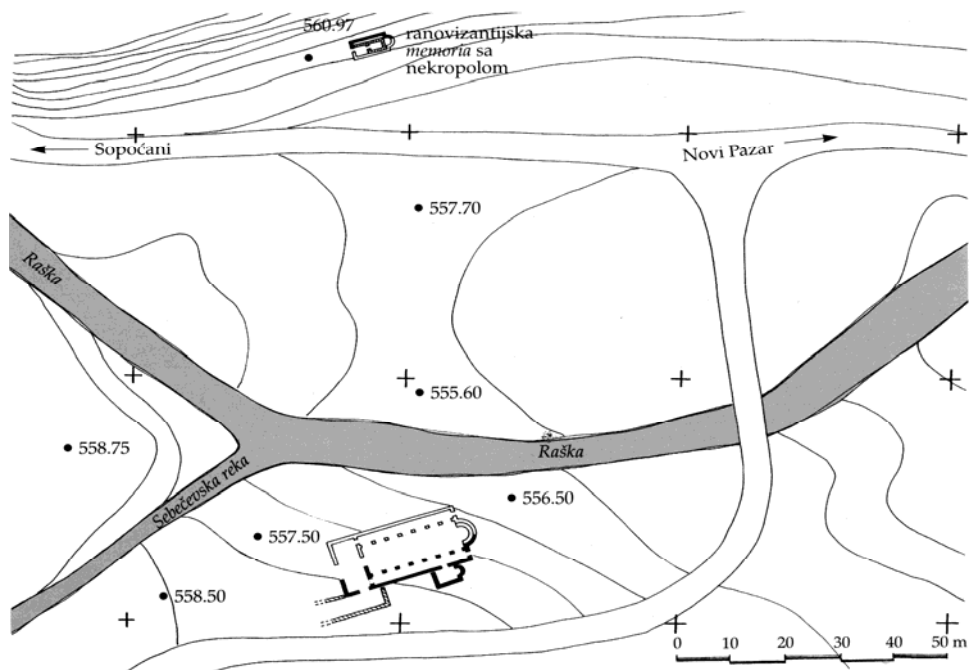 560.97
ranovizantijska
memoria sa
nekropolom
Sopoćani
Novi Pazar
557.70
Raška
555.60
558.75
Raška
Sebečevska reka
556.50
557.50
558.50
0 10 20 30 40 50 m